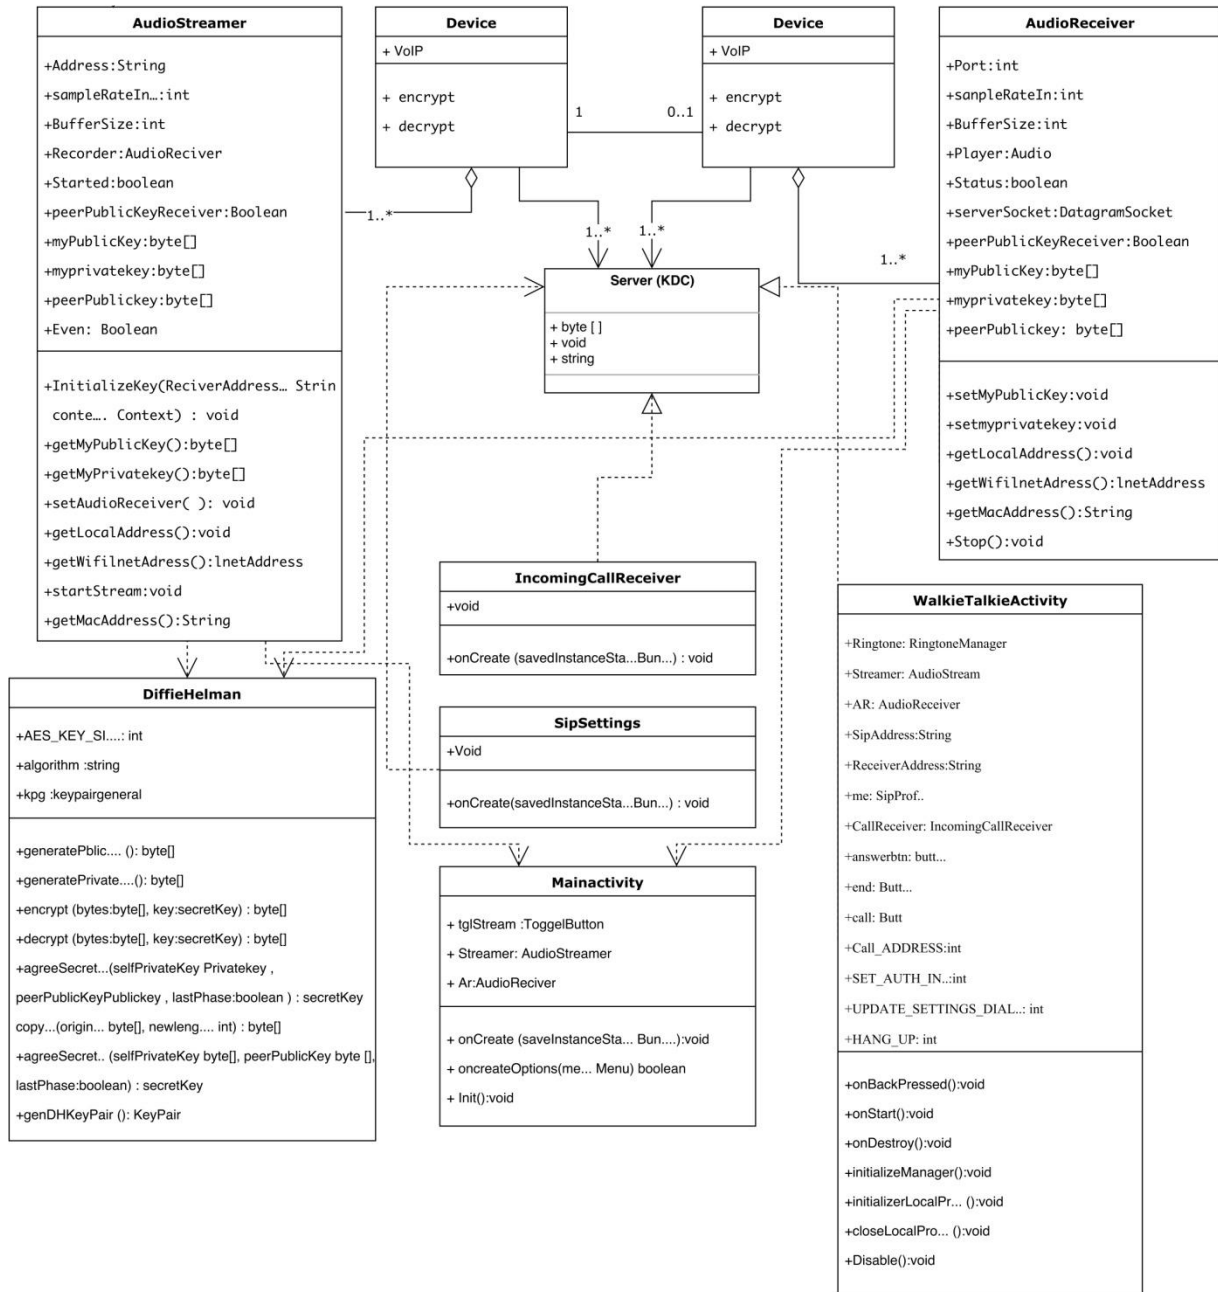 AudioStreamer
+Address:String
+sampleRateIn…:int
+BufferSize:int
+Recorder:AudioReciver
+Started:boolean
+peerPublicKeyReceiver:Boolean
+myPublicKey:byte[]
+myprivatekey:byte[]
+peerPublickey:byte[]
+Even: Boolean
+InitializeKey(ReciverAddress… Strin
conte…. Context) : void
+getMyPublicKey():byte[]
+getMyPrivatekey():byte[]
+setAudioReceiver( ): void
+getLocalAddress():void
+getWifilnetAdress():lnetAddress
+startStream:void
+getMacAddress():String
Device
+ VoIP
+ encrypt
+ decrypt
1
0..1
Device
+ VoIP
+ encrypt
+ decrypt
1..*
1..*
1..*
1..*
AudioReceiver
+Port:int
+sanpleRateIn:int
+BufferSize:int
+Player:Audio
+Status:boolean
+serverSocket:DatagramSocket
+peerPublicKeyReceiver:Boolean
+myPublicKey:byte[]
+myprivatekey:byte[]
+peerPublickey: byte[]
+setMyPublicKey:void
+setmyprivatekey:void
+getLocalAddress():void
+getWifilnetAdress():lnetAddress
+getMacAddress():String
+Stop():void
Server (KDC)
+ byte [ ]
+ void
+ string
IncomingCallReceiver
+void
+onCreate (savedInstanceSta...Bun...) : void
SipSettings
+Void
+onCreate(savedInstanceSta...Bun...) : void
DiffieHelman
+AES_KEY_SI....: int
+algorithm :string
+kpg :keypairgeneral
+generatePblic.... (): byte[]
+generatePrivate....(): byte[]
+encrypt (bytes:byte[], key:secretKey) : byte[]
+decrypt (bytes:byte[], key:secretKey) : byte[]
+agreeSecret...(selfPrivateKey Privatekey ,
peerPublicKeyPublickey , lastPhase:boolean ) : secretKey
copy...(origin... byte[], newleng.... int) : byte[]
+agreeSecret.. (selfPrivateKey byte[], peerPublicKey byte [],
lastPhase:boolean) : secretKey
+genDHKeyPair (): KeyPair
Mainactivity
+ tglStream :ToggelButton
+ Streamer: AudioStreamer
+ Ar:AudioReciver
+ onCreate (saveInstanceSta... Bun....):void
+ oncreateOptions(me... Menu) boolean
+ Init():void
WalkieTalkieActivity
+Ringtone: RingtoneManager
+Streamer: AudioStream
+AR: AudioReceiver
+SipAddress:String
+ReceiverAddress:String
+me: SipProf..
+CallReceiver: IncomingCallReceiver
+answerbtn: butt...
+end: Butt...
+call: Butt
+Call_ADDRESS:int
+SET_AUTH_IN..:int
+UPDATE_SETTINGS_DIAL..: int
+HANG_UP: int
+onBackPressed():void
+onStart():void
+onDestroy():void
+initializeManager():void
+initializerLocalPr... ():void
+closeLocalPro... ():void
+Disable():void